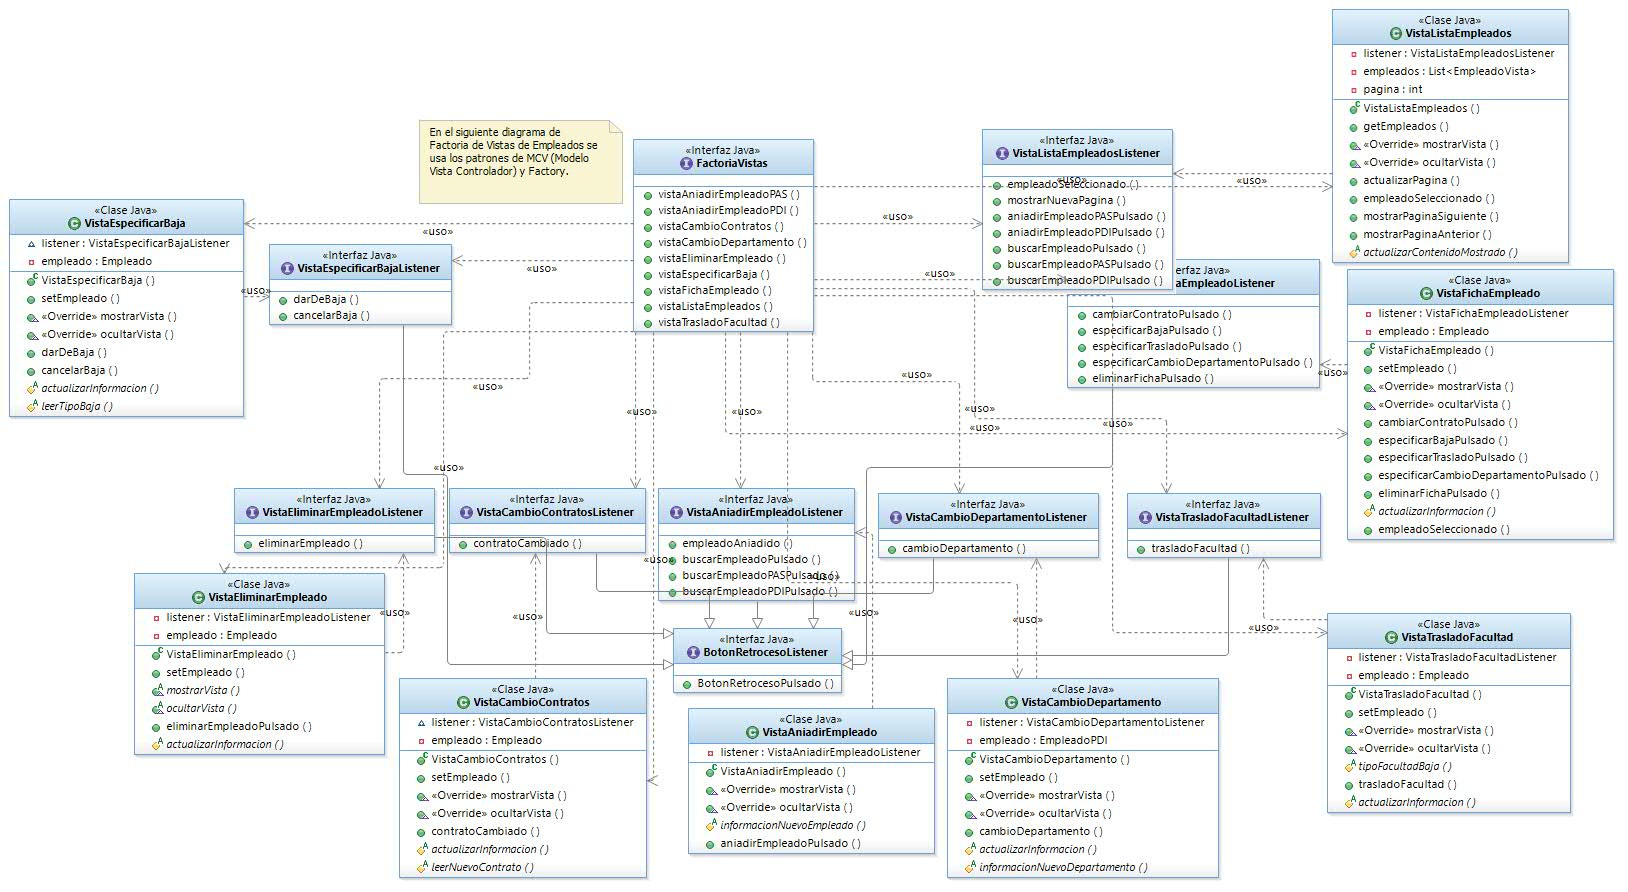 «Clase Java»
VistaListaEmpleados
listener : VistaListaEmpleadosListener
empleados : List<EmpleadoVista>
pagina : int
VistaListaEmpleados ( )
getEmpleados ( )
«Override» mostrarVista ( )
«Override» ocultarVista ( )
actualizarPagina ( )
empleadoSeleccionado ( )
mostrarPaginaSiguiente ( )
mostrarPaginaAnterior ( )
actualizarContenidoMostrado ( )
En el siguiente diagrama de
Factoria de Vistas de Empleados se
usa los patrones de MCV (Modelo
Vista Controlador) y Factory.
«Interfaz Java»
FactoriaVistas
vistaAniadirEmpleadoPAS ( )
vistaAniadirEmpleadoPDI ( )
vistaCambioContratos ( )
vistaCambioDepartamento ( )
vistaEliminarEmpleado ( )
vistaEspecificarBaja ( )
vistaFichaEmpleado ( )
vistaListaEmpleados ( )
vistaTrasladoFacultad ( )
«Interfaz Java»
VistaListaEmpleadosListener
empleadoSeleccionado ( )
mostrarNuevaPagina ( )
aniadirEmpleadoPASPulsado ( )
aniadirEmpleadoPDIPulsado ( )
buscarEmpleadoPulsado ( )
buscarEmpleadoPASPulsado ( )
buscarEmpleadoPDIPulsado ( )
«uso»
«uso»
«uso»
«uso»
«uso»
«uso»
«Clase Java»
VistaEspecificarBaja
listener : VistaEspecificarBajaListener
empleado : Empleado
VistaEspecificarBaja ( )
setEmpleado ( )
«Override» mostrarVista ( )
«Override» ocultarVista ( )
darDeBaja ( )
cancelarBaja ( )
actualizarInformacion ( )
leerTipoBaja ( )
«uso»
«Interfaz Java»
VistaEspecificarBajaListener
darDeBaja ( )
cancelarBaja ( )
erfaz Java»
aEmpleadoListener
cambiarContratoPulsado ( )
especificarBajaPulsado ( )
especificarTrasladoPulsado ( )
especificarCambioDepartamentoPulsado ( )
eliminarFichaPulsado ( )
«uso»
«Clase Java»
VistaFichaEmpleado
listener : VistaFichaEmpleadoListener
empleado : Empleado
VistaFichaEmpleado ( )
setEmpleado ( )
«Override» mostrarVista ( )
«Override» ocultarVista ( )
cambiarContratoPulsado ( )
especificarBajaPulsado ( )
especificarTrasladoPulsado ( )
especificarCambioDepartamentoPulsado ( )
eliminarFichaPulsado ( )
actualizarInformacion ( )
empleadoSeleccionado ( )
«uso»
«uso»
«uso»
«uso»
«uso»
«uso»
«uso»
«uso»
«Interfaz Java»
VistaEliminarEmpleadoListener
eliminarEmpleado ( )
«Interfaz Java»
VistaCambioContratosListener
contratoCambiado ( )
«Interfaz Java»
VistaAniadirEmpleadoListener
empleadoAniadido ( )
buscarEmpleadoPulsado ( )
buscarEmpleadoPASPulsado ( )
buscarEmpleadoPDIPulsado ( )
«Interfaz Java»
VistaCambioDepartamentoListener
cambioDepartamento ( )
«Interfaz Java»
VistaTrasladoFacultadListener
trasladoFacultad ( )
«uso»
«uso»
«uso»
«uso»
«uso»
«uso»
«uso»
«Clase Java»
VistaEliminarEmpleado
listener : VistaEliminarEmpleadoListener
empleado : Empleado
VistaEliminarEmpleado ( )
setEmpleado ( )
mostrarVista ( )
ocultarVista ( )
eliminarEmpleadoPulsado ( )
actualizarInformacion ( )
«Interfaz Java»
BotonRetrocesoListener
BotonRetrocesoPulsado ( )
«Clase Java»
VistaTrasladoFacultad
listener : VistaTrasladoFacultadListener
empleado : Empleado
VistaTrasladoFacultad ( )
setEmpleado ( )
«Override» mostrarVista ( )
«Override» ocultarVista ( )
tipoFacultadBaja ( )
trasladoFacultad ( )
actualizarInformacion ( )
«Clase Java»
VistaCambioContratos
listener : VistaCambioContratosListener
empleado : Empleado
VistaCambioContratos ( )
setEmpleado ( )
«Override» mostrarVista ( )
«Override» ocultarVista ( )
contratoCambiado ( )
actualizarInformacion ( )
leerNuevoContrato ( )
«Clase Java»
VistaAniadirEmpleado
listener : VistaAniadirEmpleadoListener
VistaAniadirEmpleado ( )
«Override» mostrarVista ( )
«Override» ocultarVista ( )
informacionNuevoEmpleado ( )
aniadirEmpleadoPulsado ( )
«Clase Java»
VistaCambioDepartamento
listener : VistaCambioDepartamentoListener
empleado : EmpleadoPDI
VistaCambioDepartamento ( )
setEmpleado ( )
«Override» mostrarVista ( )
«Override» ocultarVista ( )
cambioDepartamento ( )
actualizarInformacion ( )
informacionNuevoDepartamento ( )